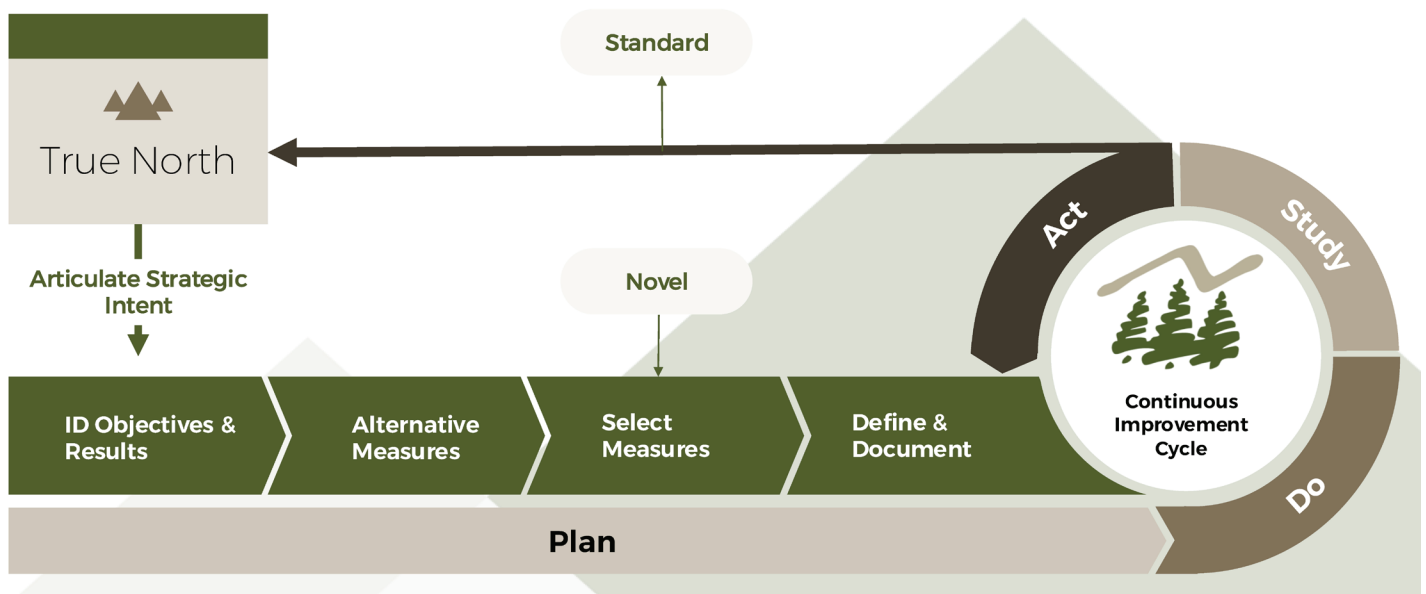 Standard
True North
Act
Study
Articulate Strategic
Intent
Novel
ID Objectives &
Results
Alternative
Measures
Select
Measures
Define &
Document
Continuous
Improvement
Cycle
Do
Plan